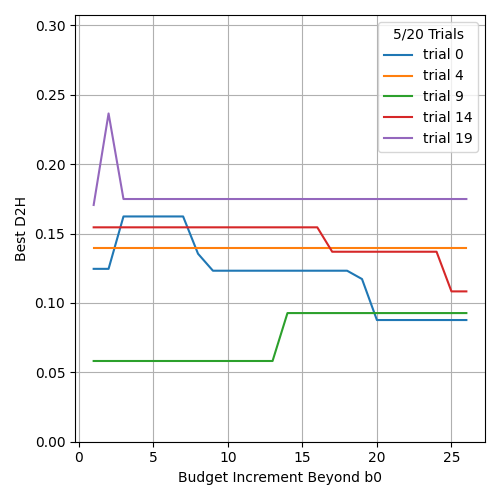 5/20 Trials
trial 0
trial 4
trial 9
trial 14
trial 19
Best D2H
0.30
0.25
0.20
0.15
0.10
0.05
0.00
0 5 10 15 20 25
Budget Increment Beyond b0